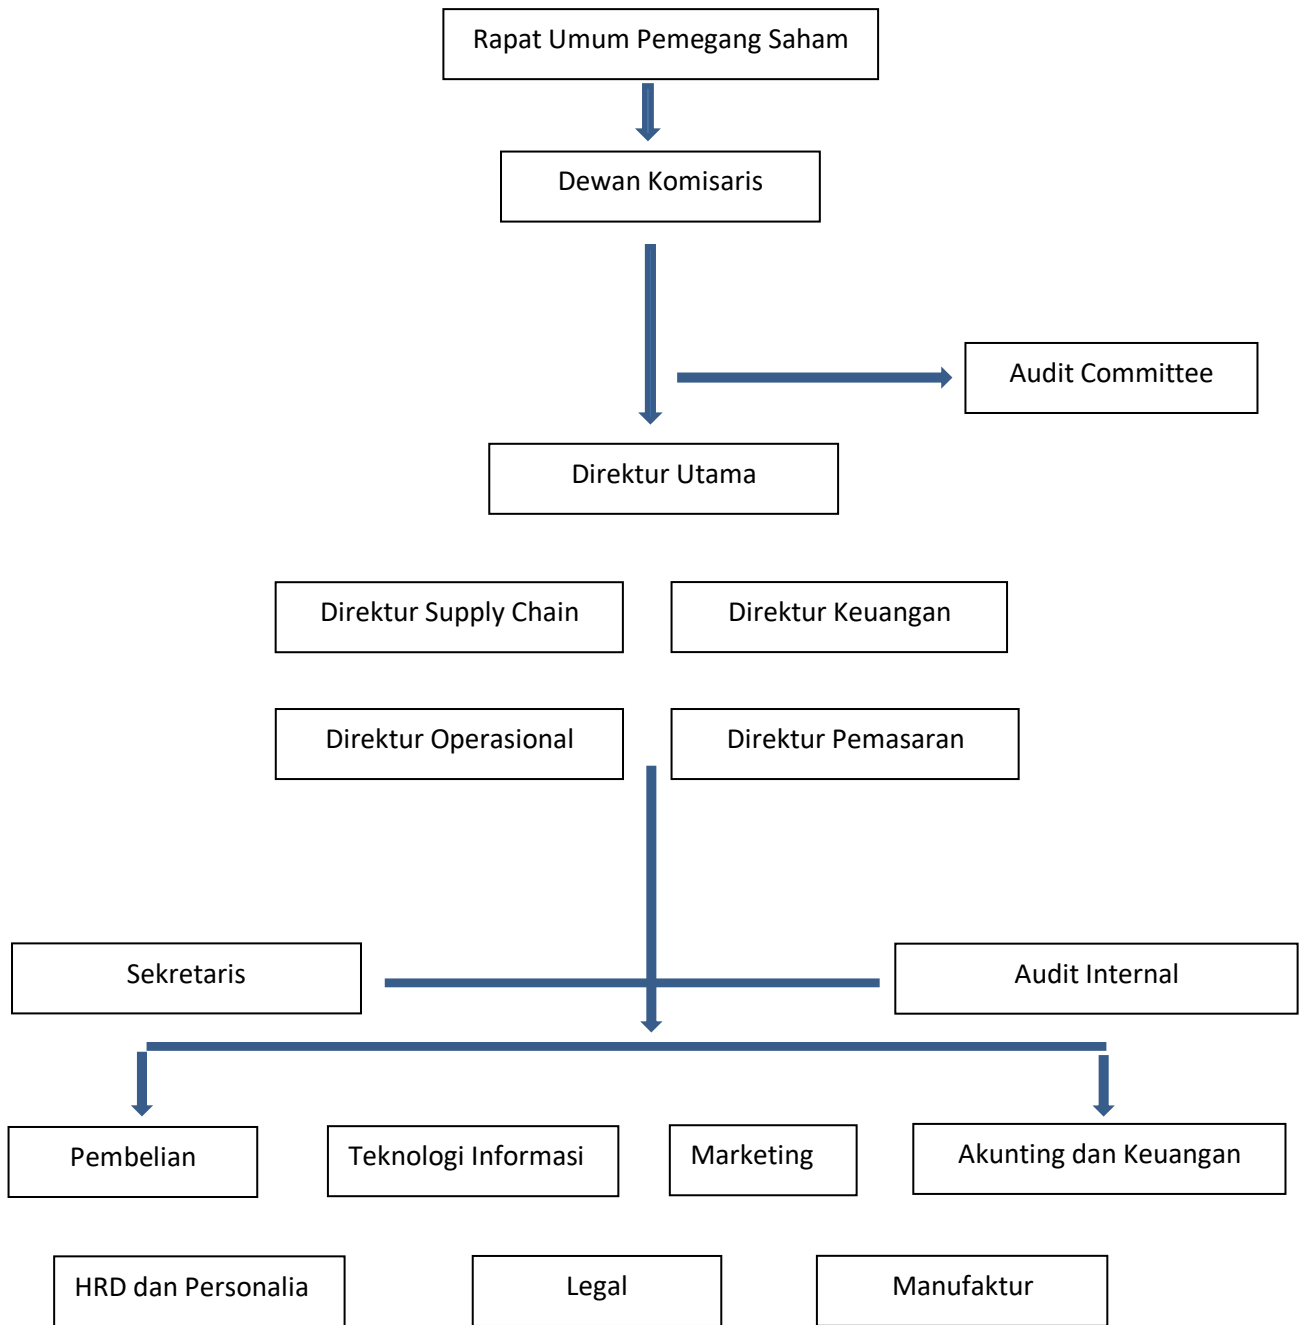 Rapat Umum Pemegang Saham
Dewan Komisaris
Audit Committee
Direktur Utama
Direktur Supply Chain
Direktur Keuangan
Direktur Operasional
Direktur Pemasaran
Sekretaris
Audit Internal
Pembelian
Teknologi Informasi
Marketing
Akunting dan Keuangan
HRD dan Personalia
Legal
Manufaktur